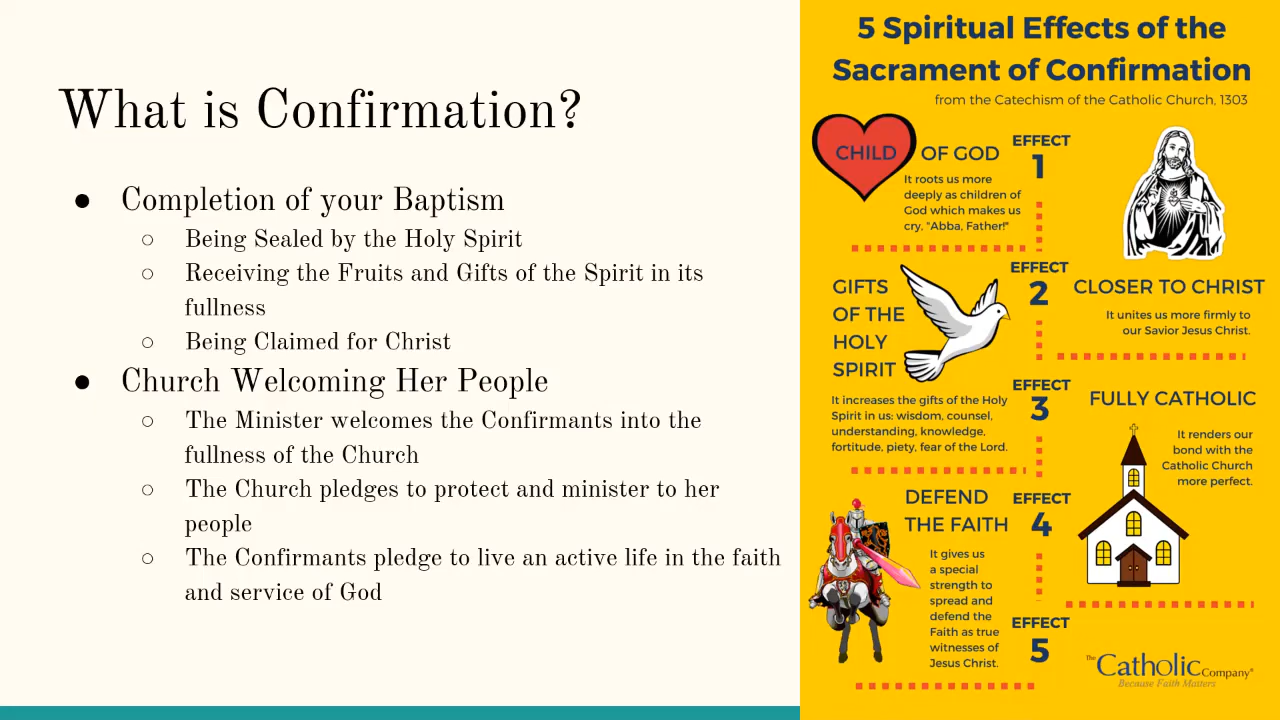 What is Confirmation?
● Completion of your Baptism
○ Being Sealed by the Holy Spirit
○ Receiving the Fruits and Gifts of the Spirit in its
fullness
○ Being Claimed for Christ
● Church Welcoming Her People
○ The Minister welcomes the Confirmants into the
fullness of the Church
○ The Church pledges to protect and minister to her
people
○ The Confirmants pledge to live an active life in the faith
and service of God
5 Spiritual Effects of the
Sacrament of Confirmation
from the Catechism of the Catholic Church, 1303
CHILD OF GOD
It roots us more
deeply as children of
God which makes us
cry, "Abba, Father!"
EFFECT
1
EFFECT
2
CLOSER TO CHRIST
It unites us more firmly to
our Savior Jesus Christ.
GIFTS
OF THE
HOLY
SPIRIT
It increases the gifts of the Holy
Spirit in us: wisdom, counsel,
understanding, knowledge,
fortitude, piety, fear of the Lord.
EFFECT
3
FULLY CATHOLIC
It renders our
bond with the
Catholic Church
more perfect.
EFFECT
4
DEFEND
THE FAITH
It gives us
a special
strength to
spread and
defend the
Faith as true
witnesses of
Jesus Christ.
EFFECT
5
The Catholic Company®
Because Faith Matters